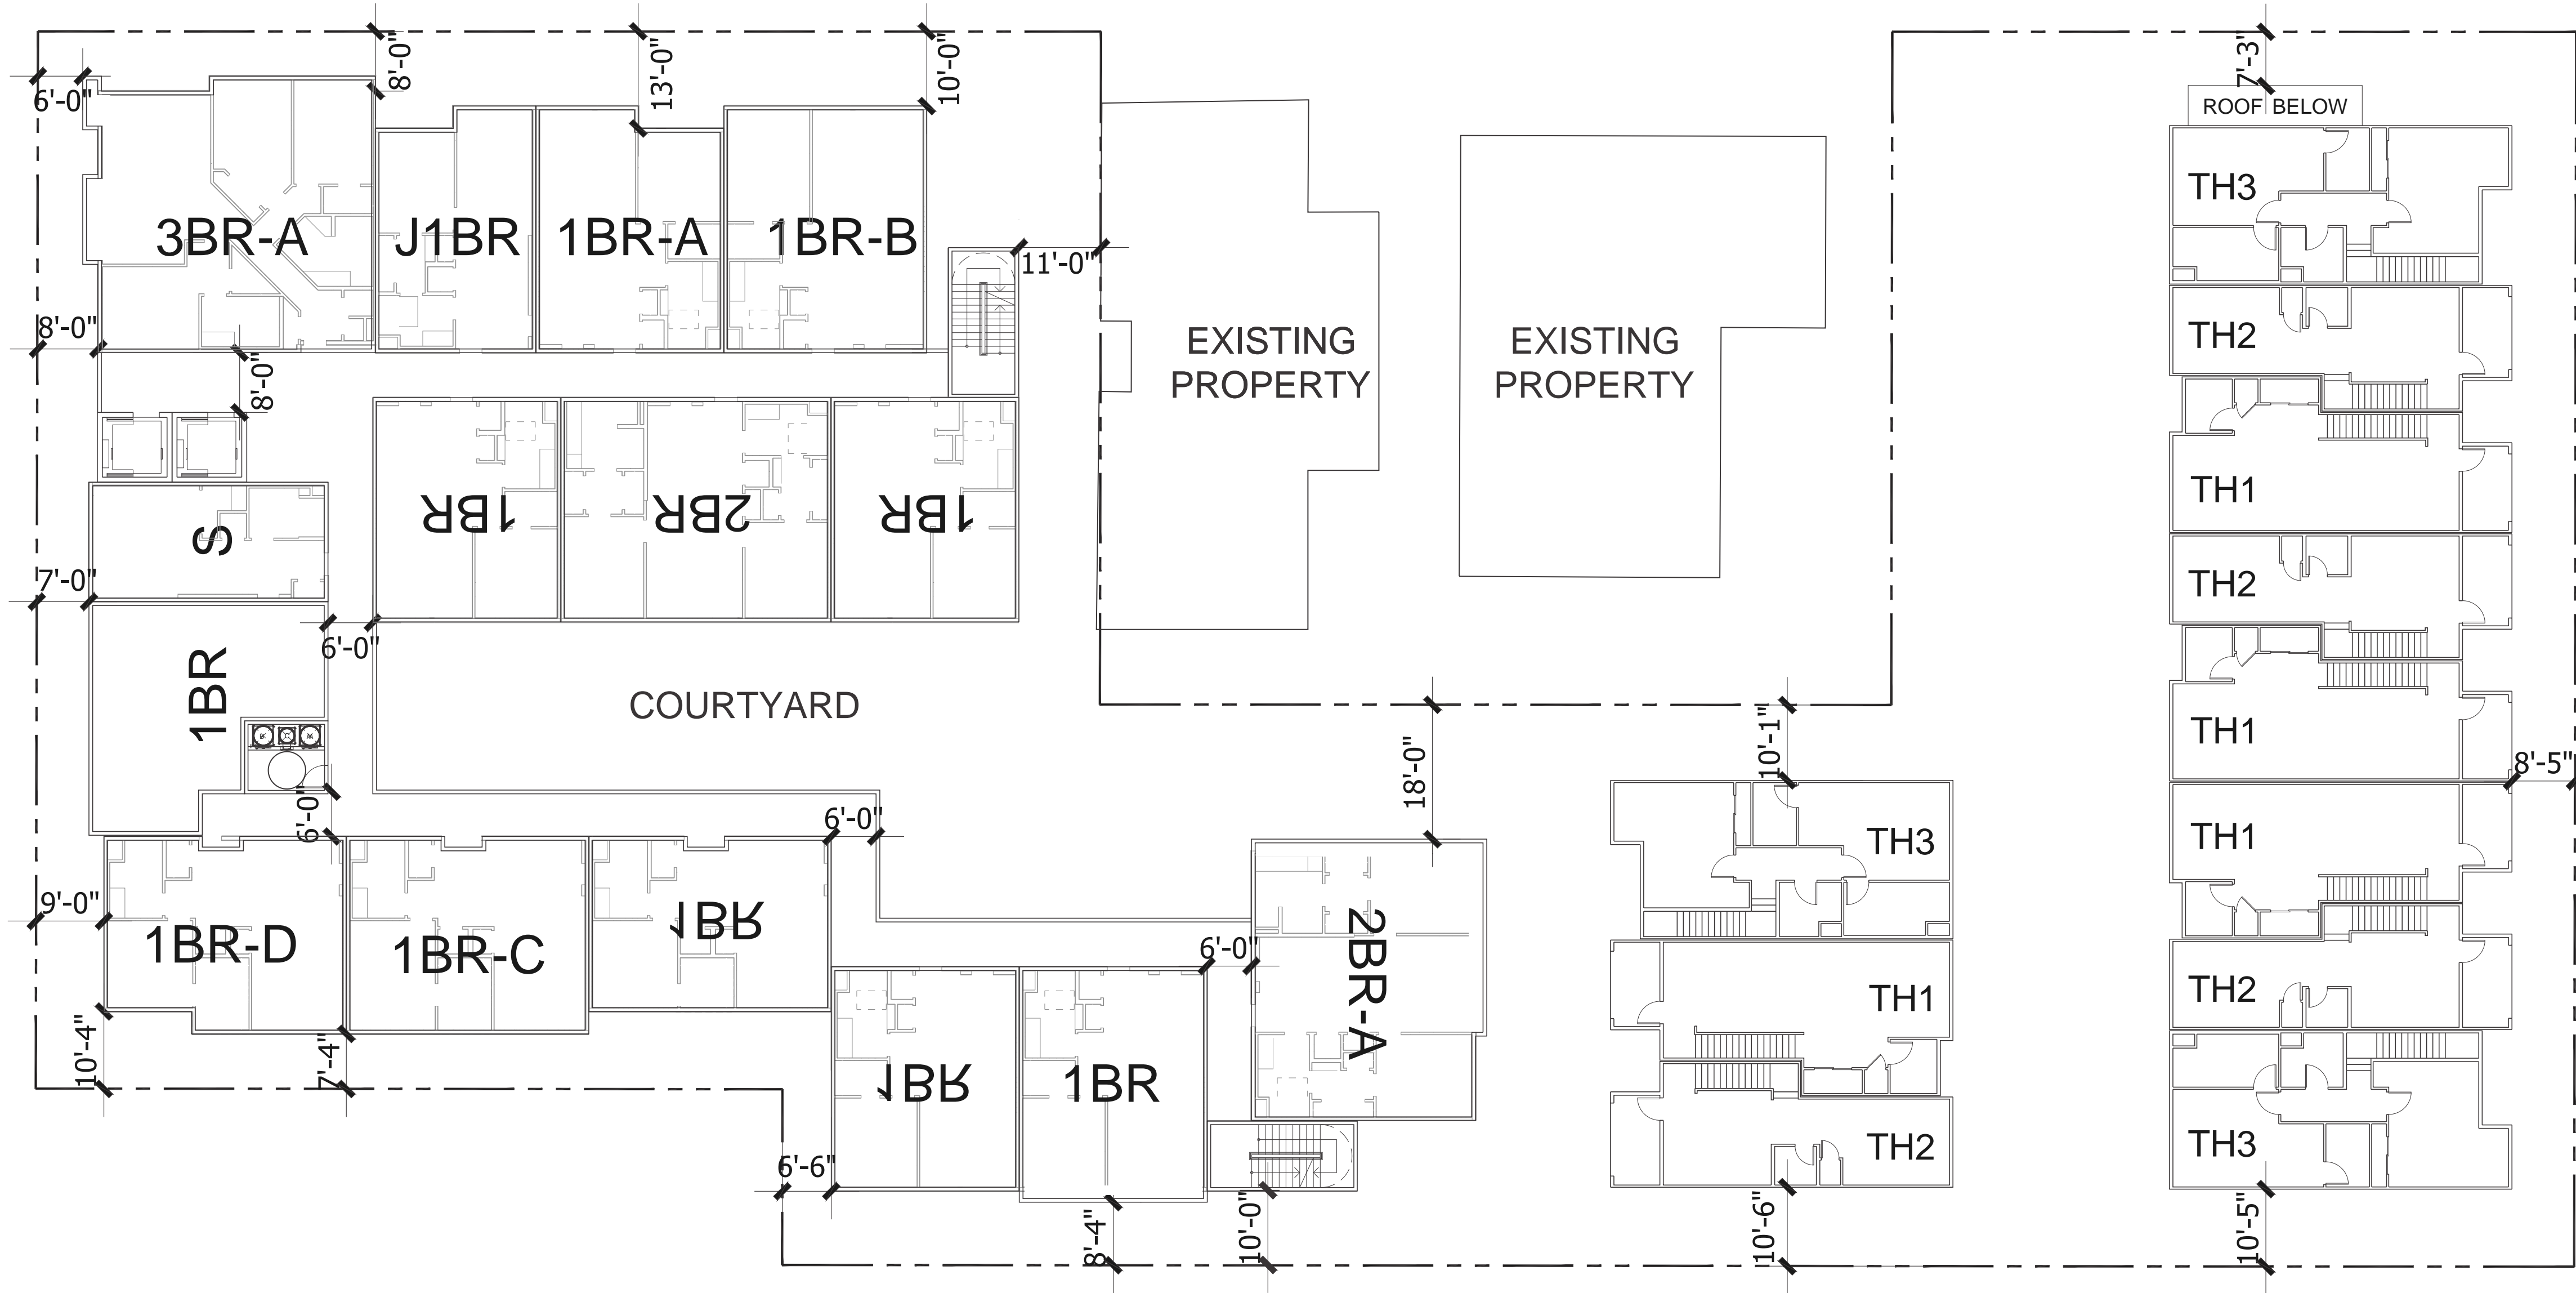 8'-0"
13'-0"
10'-0"
7'-3"
6'-0"
ROOF BELOW
TH3
3BR-A
J1BR
1BR-A
1BR-B
11'-0"
8'-0"
8'-0"
EXISTING
PROPERTY
EXISTING
PROPERTY
TH2
1BR
2BR
1BR
TH1
S
7'-0"
TH2
6'-0"
1BR
COURTYARD
18'-0"
10'-1"
TH1
8'-5"
6'-0"
6'-0"
TH3
TH1
9'-0"
1BR-D
1BR-C
1BR
6'-0"
2BR-A
TH1
TH2
10'-4"
7'-4"
1BR
1BR
TH2
TH3
6'-6"
8'-4"
10'-0"
10'-6"
10'-5"